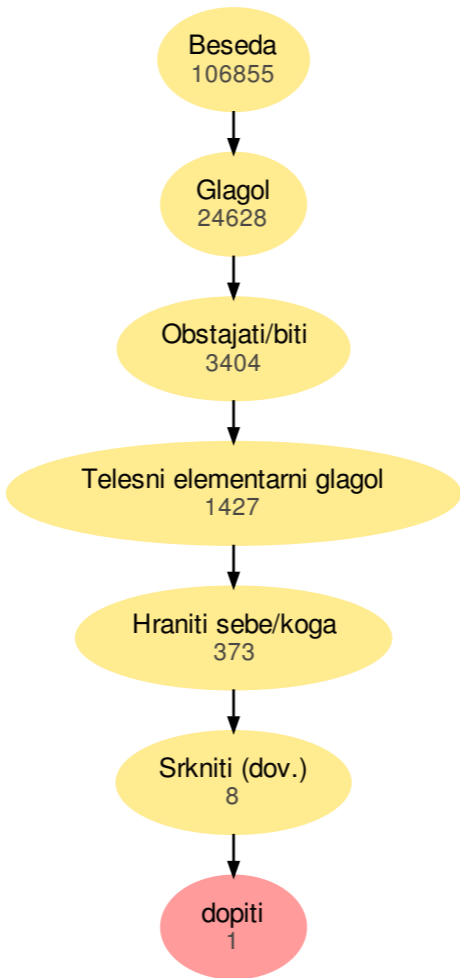 Beseda
106855
Glagol
24628
Obstajati/biti
3404
Telesni elementarni glagol
1427
Hraniti sebe/koga
373
Srkniti (dov.)
8
dopiti
1